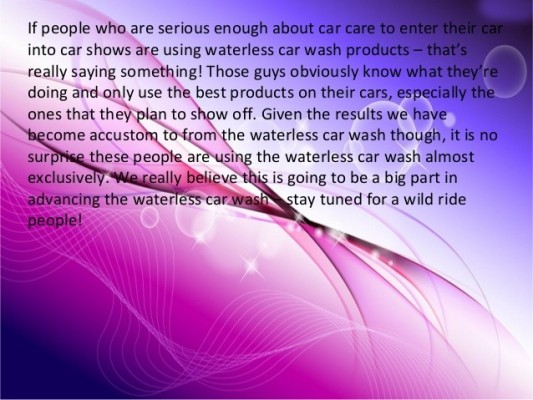 If people who are serious enough about car care to enter their car
into car shows are using waterless car wash products – that's
really saying something! Those guys obviously know what they're
doing and only use the best products on their cars, especially the
ones that they plan to show off. Given the results we have
become accustom to from the waterless car wash though, it is no
surprise these people are using the waterless car wash almost
exclusively. We really believe this is going to be a big part in
advancing the waterless car wash – stay tuned for a wild ride
people!